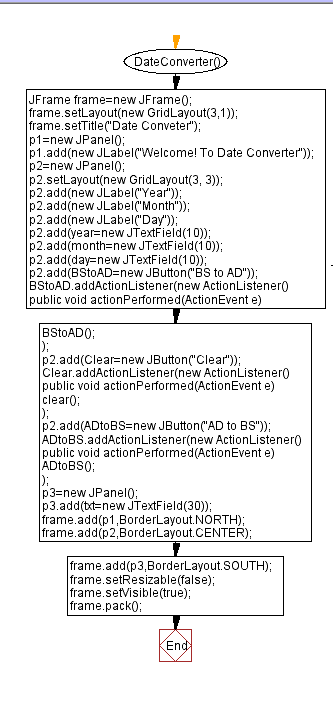 DateConverter()
JFrame frame=new JFrame();
frame.setLayout(new GridLayout(3,1));
frame.setTitle("Date Conveter");
p1=new JPanel();
p1.add(new JLabel("Welcome! To Date Converter"));
p2=new JPanel();
p2.setLayout(new GridLayout(3, 3));
p2.add(new JLabel("Year"));
p2.add(new JLabel("Month"));
p2.add(new JLabel("Day"));
p2.add(year=new JTextField(10));
p2.add(month=new JTextField(10));
p2.add(day=new JTextField(10));
p2.add(BStoAD=new JButton("BS to AD"));
BStoAD.addActionListener(new ActionListener()
public void actionPerformed(ActionEvent e)
BStoAD();
);
p2.add(Clear=new JButton("Clear"));
Clear.addActionListener(new ActionListener()
public void actionPerformed(ActionEvent e)
clear();
);
p2.add(ADtoBS=new JButton("AD to BS"));
ADtoBS.addActionListener(new ActionListener()
public void actionPerformed(ActionEvent e)
ADtoBS();
);
p3=new JPanel();
p3.add(txt=new JTextField(30));
frame.add(p1,BorderLayout.NORTH);
frame.add(p2,BorderLayout.CENTER);
frame.add(p3,BorderLayout.SOUTH);
frame.setResizable(false);
frame.setVisible(true);
frame.pack();
End